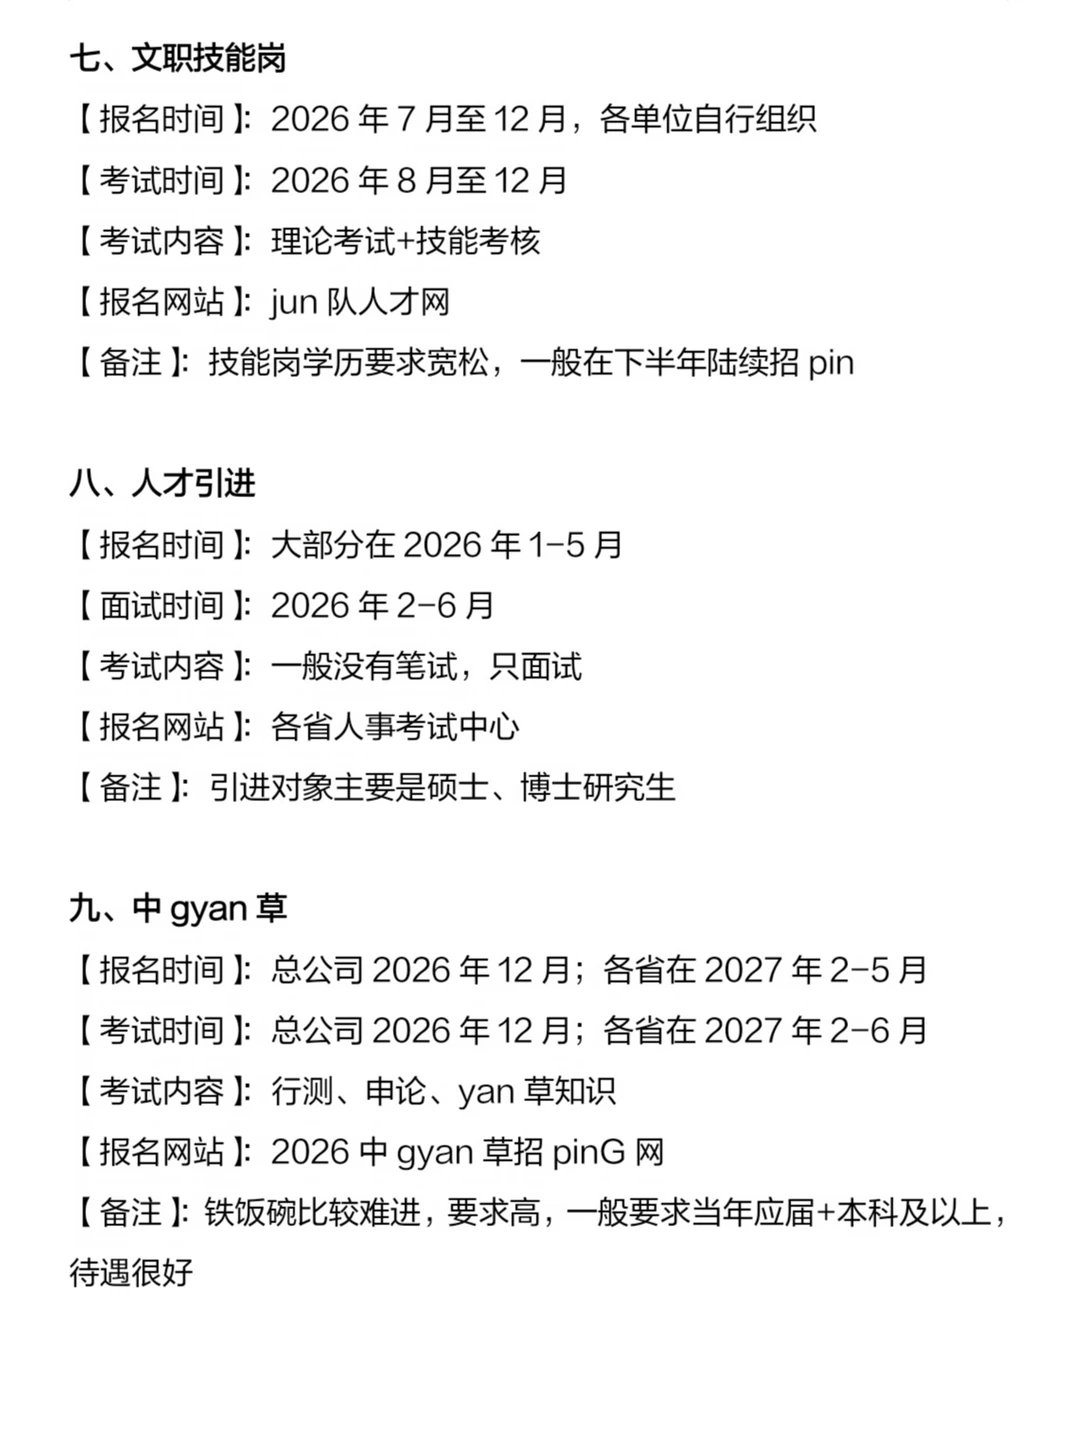 七、文职技能岗
【报名时间】：2026 年 7 月至 12 月，各单位自行组织
【考试时间】：2026 年 8 月至 12 月
【考试内容】：理论考试+技能考核
【报名网站】：jun 队人才网
【备注】：技能岗学历要求宽松，一般在下半年陆续招 pin
八、人才引进
【报名时间】：大部分在 2026 年 1-5 月
【面试时间】：2026 年 2-6 月
【考试内容】：一般没有笔试，只面试
【报名网站】：各省人事考试中心
【备注】：引进对象主要是硕士、博士研究生
九、中 gyan 草
【报名时间】：总公司 2026 年 12 月；各省在 2027 年 2-5 月
【考试时间】：总公司 2026 年 12 月；各省在 2027 年 2-6 月
【考试内容】：行测、申论、yan 草知识
【报名网站】：2026 中 gyan 草招 pinG 网
【备注】：铁饭碗比较难进，要求高，一般要求当年应届+本科及以上，
待遇很好